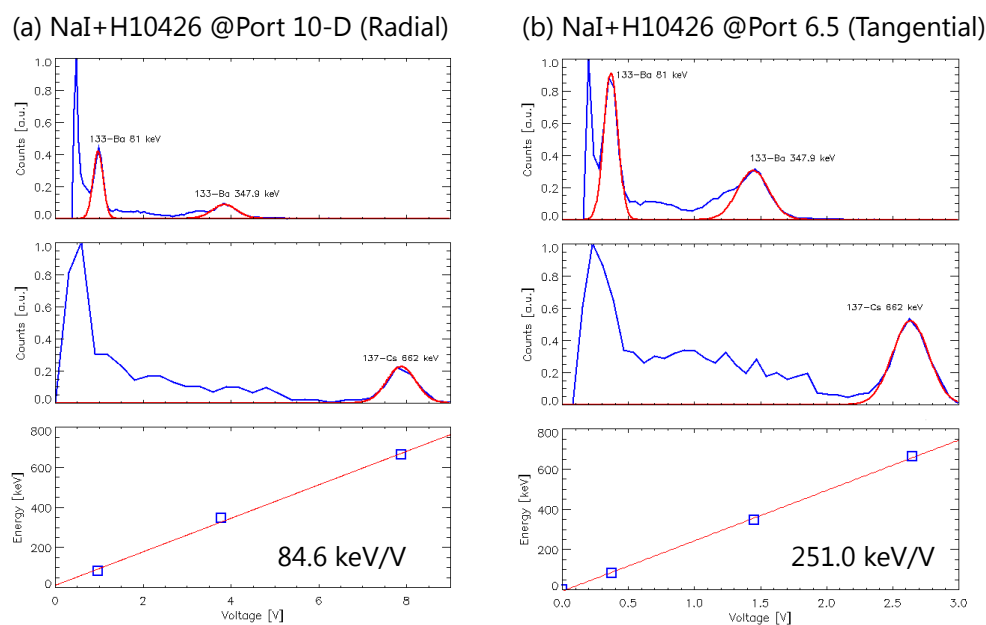 (a) NaI+H10426 @Port 10-D (Radial)
(b) NaI+H10426 @Port 6.5 (Tangential)
Counts [a.u.]
1.0
0.8
0.6
0.4
0.2
0.0
133-Ba 81 keV
133-Ba 347.9 keV
Counts [a.u.]
1.0
0.8
0.6
0.4
0.2
0.0
133-Ba 81 keV
133-Ba 347.9 keV
Counts [a.u.]
1.0
0.8
0.6
0.4
0.2
0.0
137-Cs 662 keV
Counts [a.u.]
1.0
0.8
0.6
0.4
0.2
0.0
137-Cs 662 keV
Energy [keV]
800
600
400
200
0
84.6 keV/V
0 2 4 6 8
Voltage [V]
Energy [keV]
800
600
400
200
0
251.0 keV/V
0.0 0.5 1.0 1.5 2.0 2.5 3.0
Voltage [V]